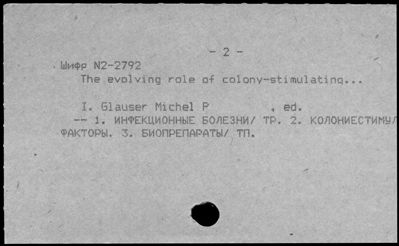 - 2 -
Шифр N2-2792
The evolving role of colony-stimulating...
I. Glauser Michel P , ed.
-- 1. ИНФЕКЦИОННЫЕ БОЛЕЗНИ/ ТР. 2. КОЛОНИЕСТИМУЛ
ФАКТОРЫ. 3. БИОПРЕПАРАТЫ/ ТП.